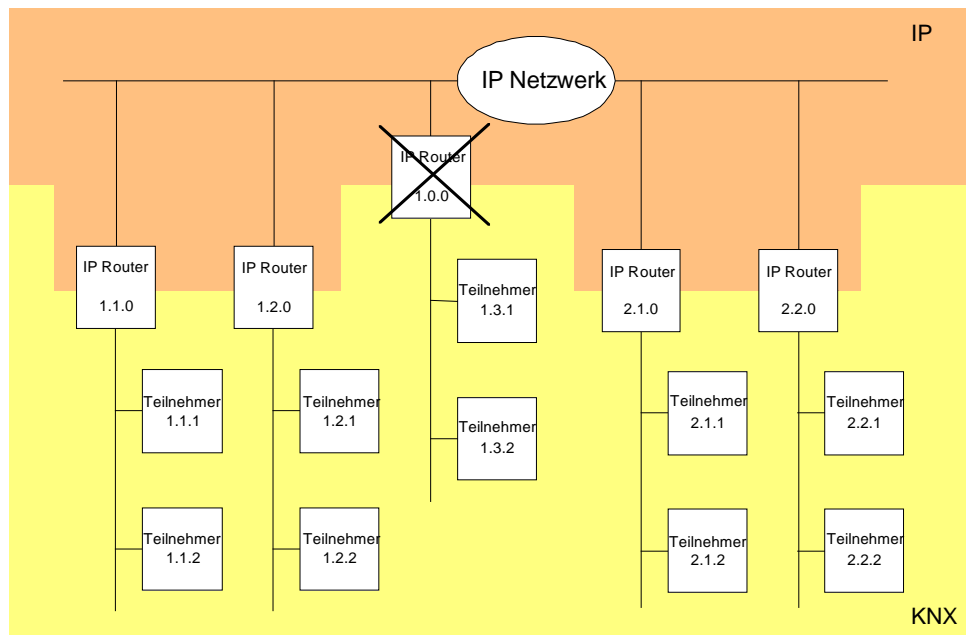 IP
IP Netzwerk
IP Router
1.0.0
IP Router
1.1.0
IP Router
1.2.0
IP Router
2.1.0
IP Router
2.2.0
Teilnehmer
1.3.1
Teilnehmer
1.1.1
Teilnehmer
1.2.1
Teilnehmer
1.3.2
Teilnehmer
2.1.1
Teilnehmer
2.2.1
Teilnehmer
1.1.2
Teilnehmer
1.2.2
Teilnehmer
2.1.2
Teilnehmer
2.2.2
KNX